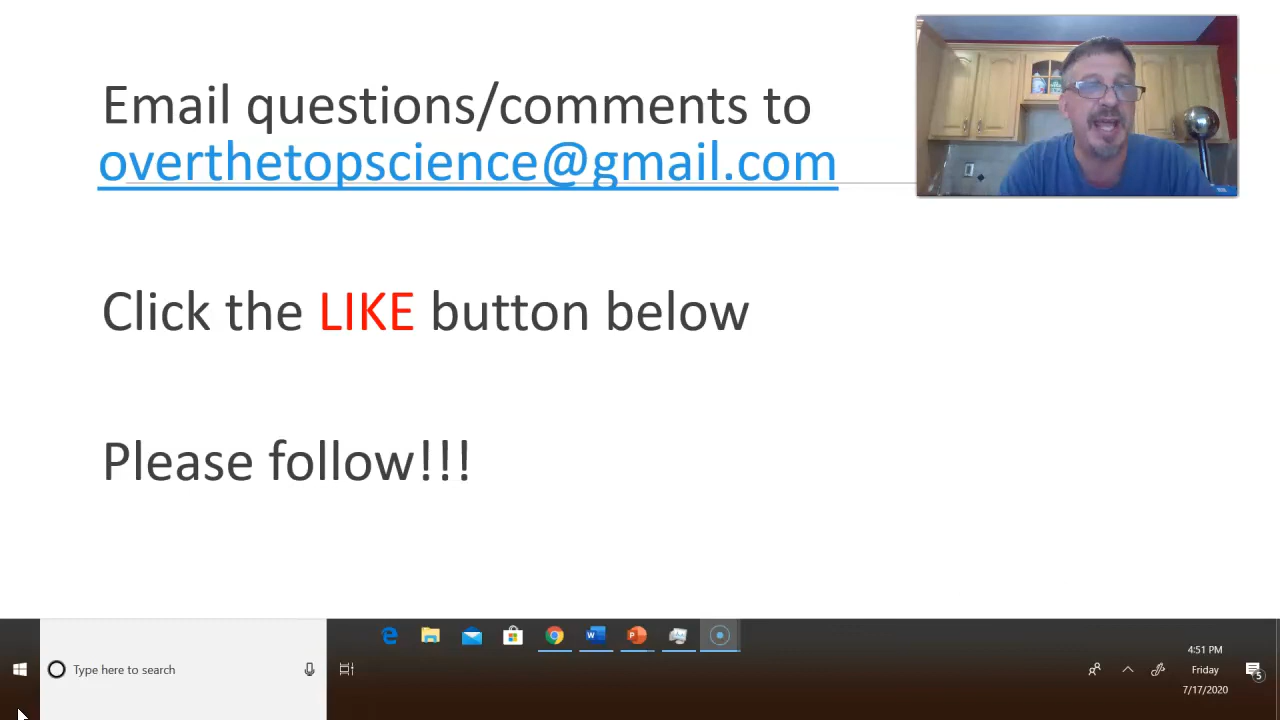 Email questions/comments to
overthetopscience@gmail.com
Click the LIKE button below
Please follow!!!
Type here to search
4:51 PM
Friday
7/17/2020
5